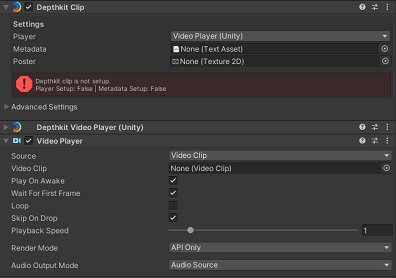 Depthkit Clip
Settings
Player Video Player (Unity)
Metadata None (Text Asset)
Poster None (Texture 2D)
Depthkit clip is not setup.
Player Setup: False | Metadata Setup: False
Advanced Settings
Depthkit Video Player (Unity)
Video Player
Source Video Clip
Video Clip None (Video Clip)
Play On Awake
Wait For First Frame
Loop
Skip On Drop
Playback Speed 1
Render Mode API Only
Audio Output Mode Audio Source